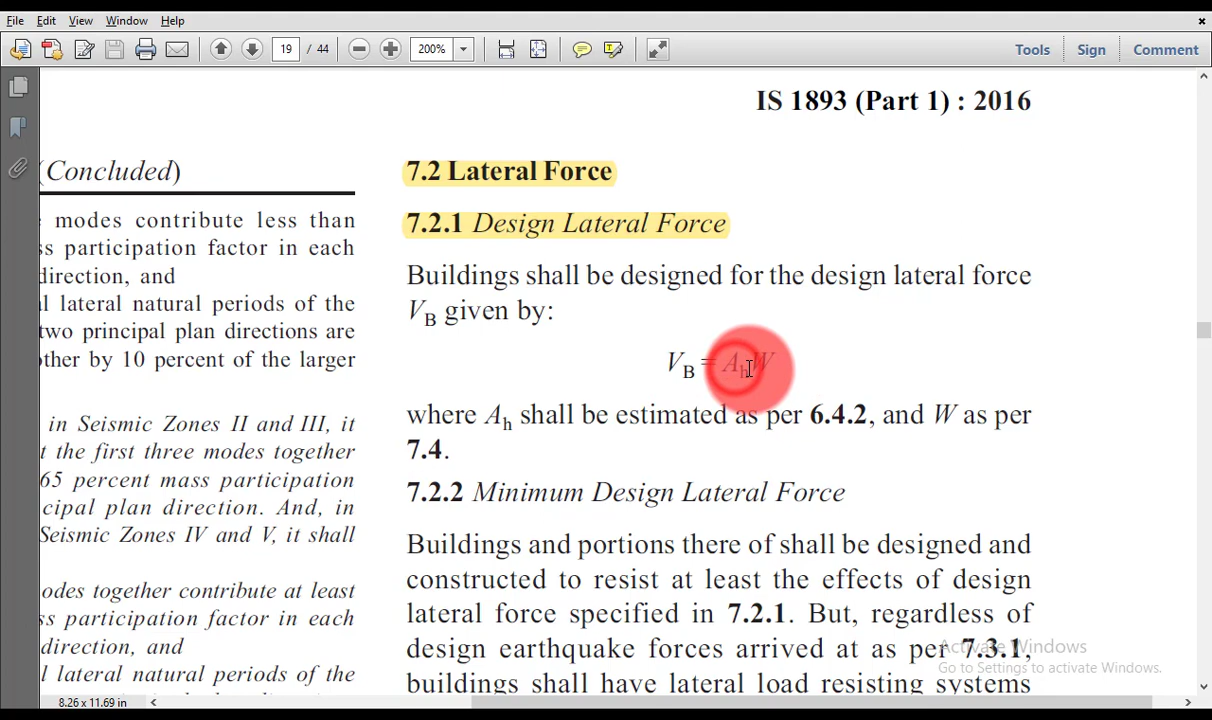 File Edit View Window Help
19 / 44 200% Tools Sign Comment
IS 1893 (Part 1) : 2016
(Concluded)
modes contribute less than
ss participation factor in each
direction, and
l lateral natural periods of the
two principal plan directions are
other by 10 percent of the larger
in Seismic Zones II and III, it
t the first three modes together
65 percent mass participation
cipal plan direction. And, in
Seismic Zones IV and V, it shall
odes together contribute at least
ss participation factor in each
direction, and
l lateral natural periods of the
7.2 Lateral Force
7.2.1 Design Lateral Force
Buildings shall be designed for the design lateral force
VB given by:
VB = AhW
where Ah shall be estimated as per 6.4.2, and W as per
7.4.
7.2.2 Minimum Design Lateral Force
Buildings and portions there of shall be designed and
constructed to resist at least the effects of design
lateral force specified in 7.2.1. But, regardless of
design earthquake forces arrived at as per 7.3.1,
buildings shall have lateral load resisting systems
Activate Windows
Go to Settings to activate Windows.
8.26 x 11.69 in